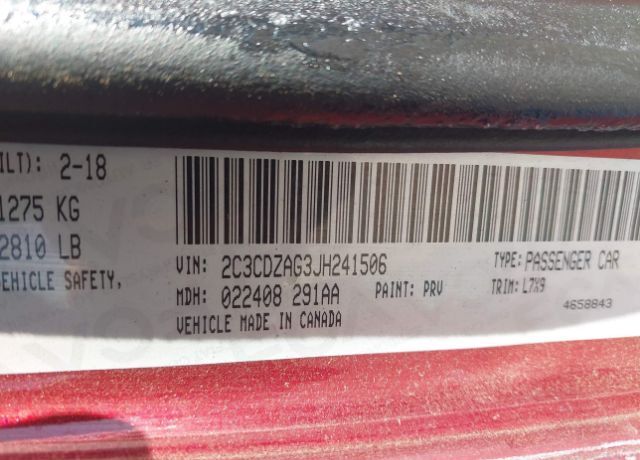 ILT): 2-18
1275 KG
2810 LB
EHICLE SAFETY,
VIN: 2C3CDZAG3JH241506
TYPE: PASSENGER CAR
MDH: 022408 291AA
PAINT: PRV
TRIM: L7X9
VEHICLE MADE IN CANADA
4658843